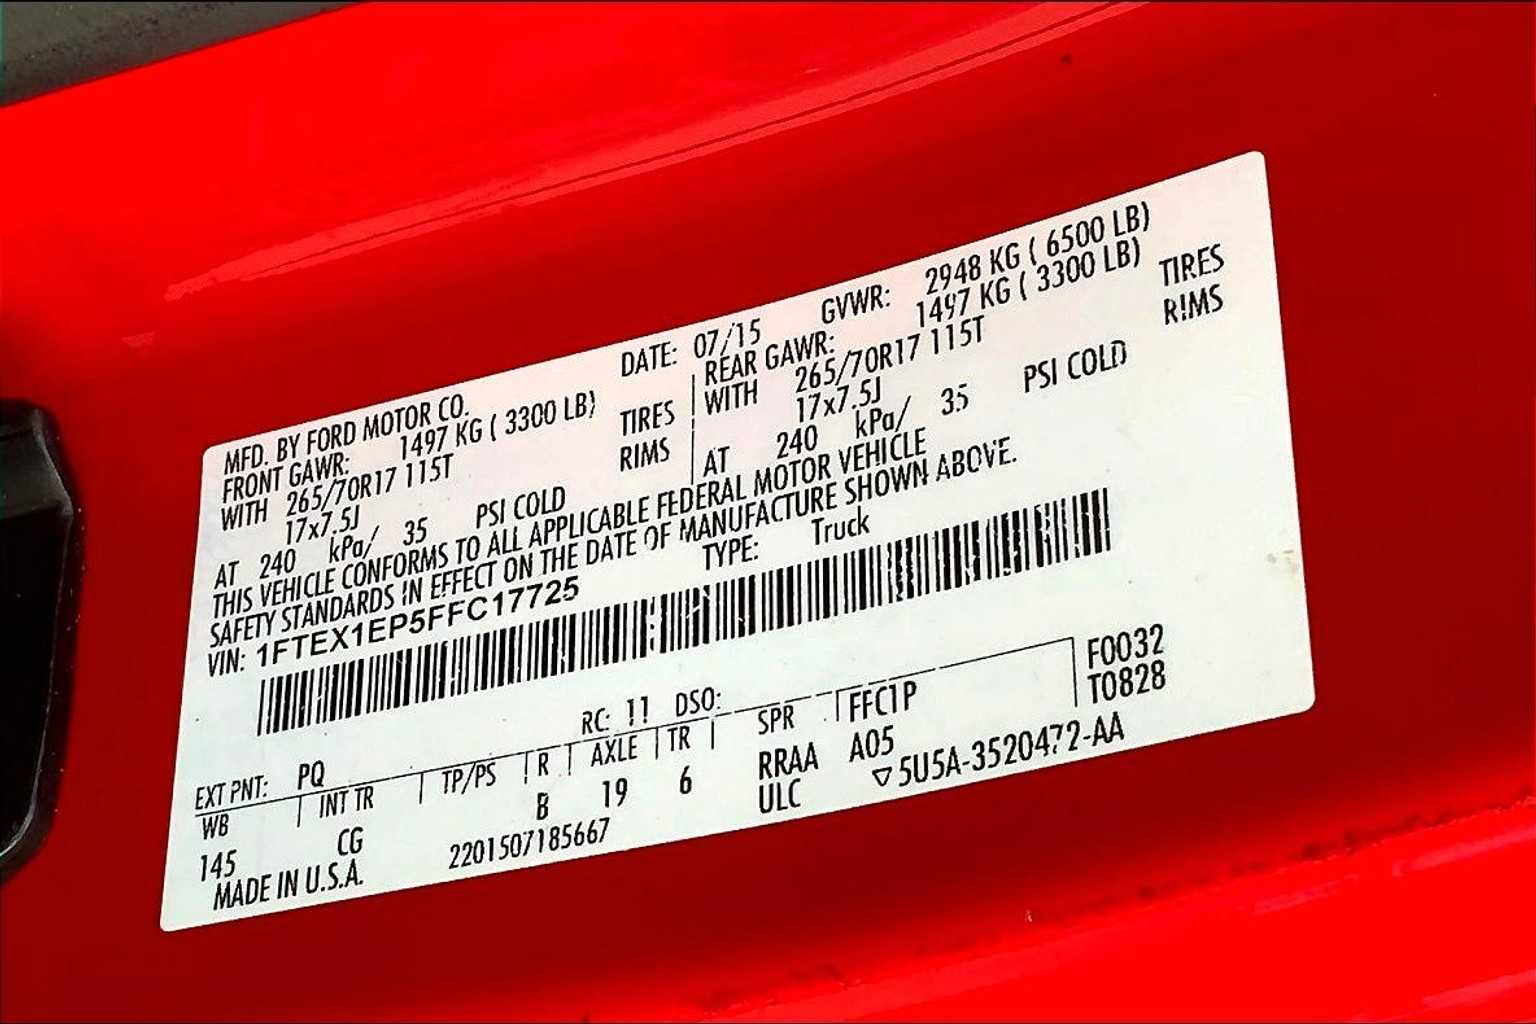 MFD. BY FORD MOTOR CO. DATE: 07/15 GVWR: 2948 KG ( 6500 LB)
FRONT GAWR: 1497 KG ( 3300 LB) REAR GAWR: 1497 KG ( 3300 LB)
WITH 265/70R17 115T TIRES WITH 265/70R17 115T TIRES
17x7.5J RIMS 17x7.5J RIMS
AT 240 kPa/ 35 PSI COLD AT 240 kPa/ 35 PSI COLD
THIS VEHICLE CONFORMS TO ALL APPLICABLE FEDERAL MOTOR VEHICLE
SAFETY STANDARDS IN EFFECT ON THE DATE OF MANUFACTURE SHOWN ABOVE.
VIN: 1FTEX1EP5FFC17725 TYPE: Truck
EXT PNT: PQ RC: 11 DSO: F0032
WB INT TR TP/PS R AXLE TR SPR FFC1P T0828
145 CG B 19 6 RRAA A05
MADE IN U.S.A. 2201507185667 ULC ▽5U5A-3520472-AA